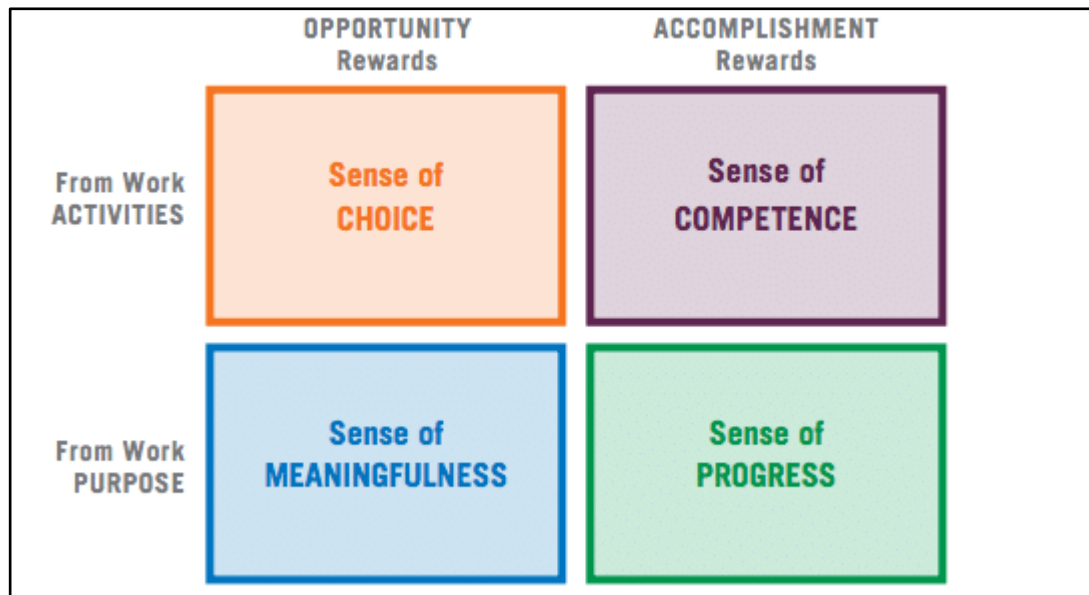 OPPORTUNITY
Rewards
ACCOMPLISHMENT
Rewards
From Work
ACTIVITIES
Sense of
CHOICE
Sense of
COMPETENCE
From Work
PURPOSE
Sense of
MEANINGFULNESS
Sense of
PROGRESS